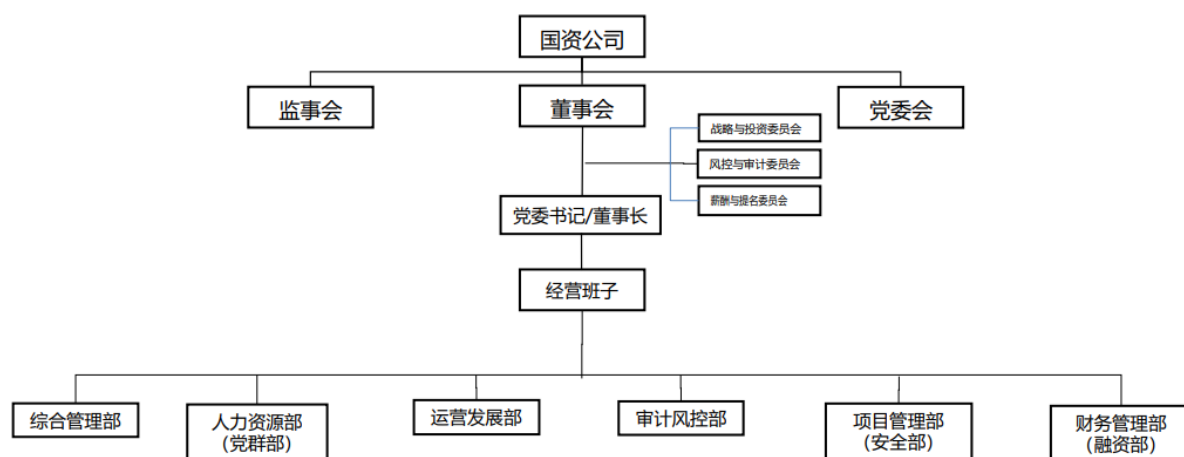 国资公司
监事会
董事会
党委会
战略与投资委员会
风控与审计委员会
薪酬与提名委员会
党委书记/董事长
经营班子
综合管理部
人力资源部
（党群部）
运营发展部
审计风控部
项目管理部
（安全部）
财务管理部
（融资部）